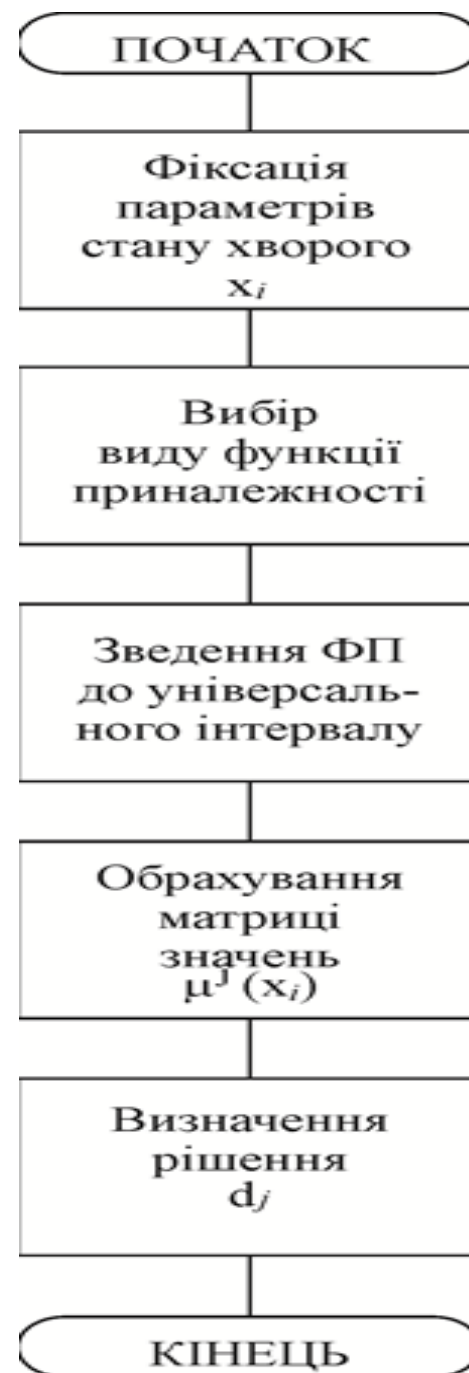 ПОЧАТОК
Фіксація
параметрів
стану хворого
xᵢ
Вибір
виду функції
приналежності
Зведення ФП
до універсаль-
ного інтервалу
Обрахування
матриці
значень
μᴶ (xᵢ)
Визначення
рішення
dⱼ
КІНЕЦЬ